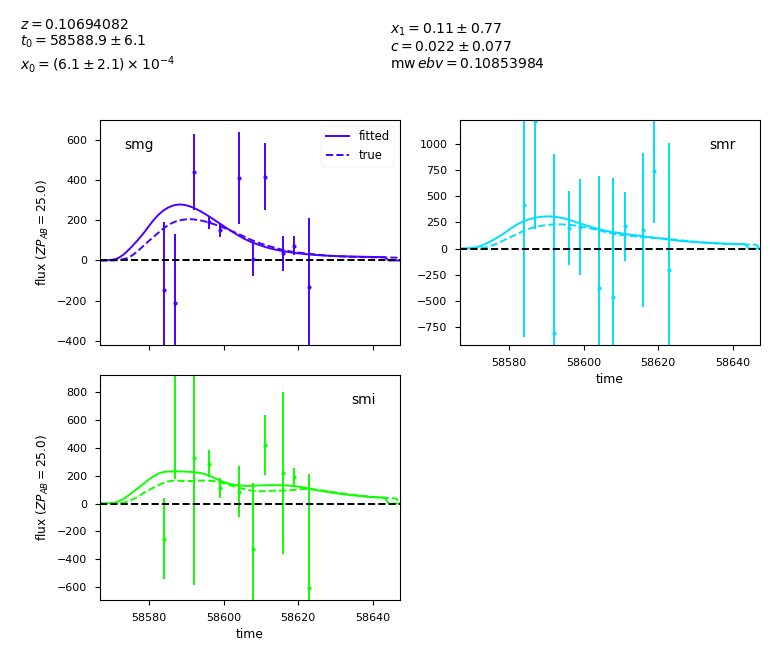 z = 0.10694082
t0 = 58588.9 ± 6.1
x0 = (6.1 ± 2.1) × 10^−4
x1 = 0.11 ± 0.77
c = 0.022 ± 0.077
mw ebv = 0.10853984
smg
fitted
true
600
400
200
0
−200
−400
flux (ZP_AB = 25.0)
smr
1000
750
500
250
0
−250
−500
−750
58580 58600 58620 58640
time
smi
800
600
400
200
0
−200
−400
−600
flux (ZP_AB = 25.0)
58580 58600 58620 58640
time